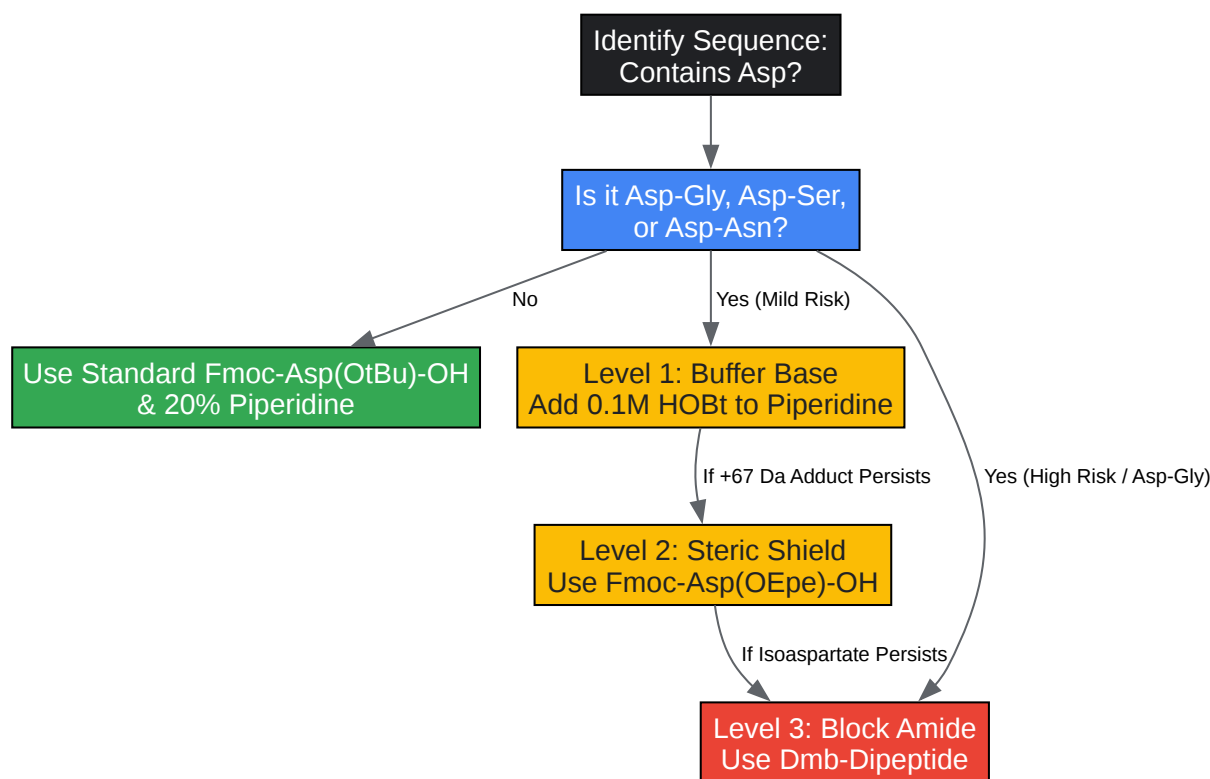 Identify Sequence:
Contains Asp?
Is it Asp-Gly, Asp-Ser,
or Asp-Asn?
No
Yes (Mild Risk)
Use Standard Fmoc-Asp(OtBu)-OH
& 20% Piperidine
Level 1: Buffer Base
Add 0.1M HOBt to Piperidine
If +67 Da Adduct Persists
Yes (High Risk / Asp-Gly)
Level 2: Steric Shield
Use Fmoc-Asp(OEpe)-OH
If Isoaspartate Persists
Level 3: Block Amide
Use Dmb-Dipeptide